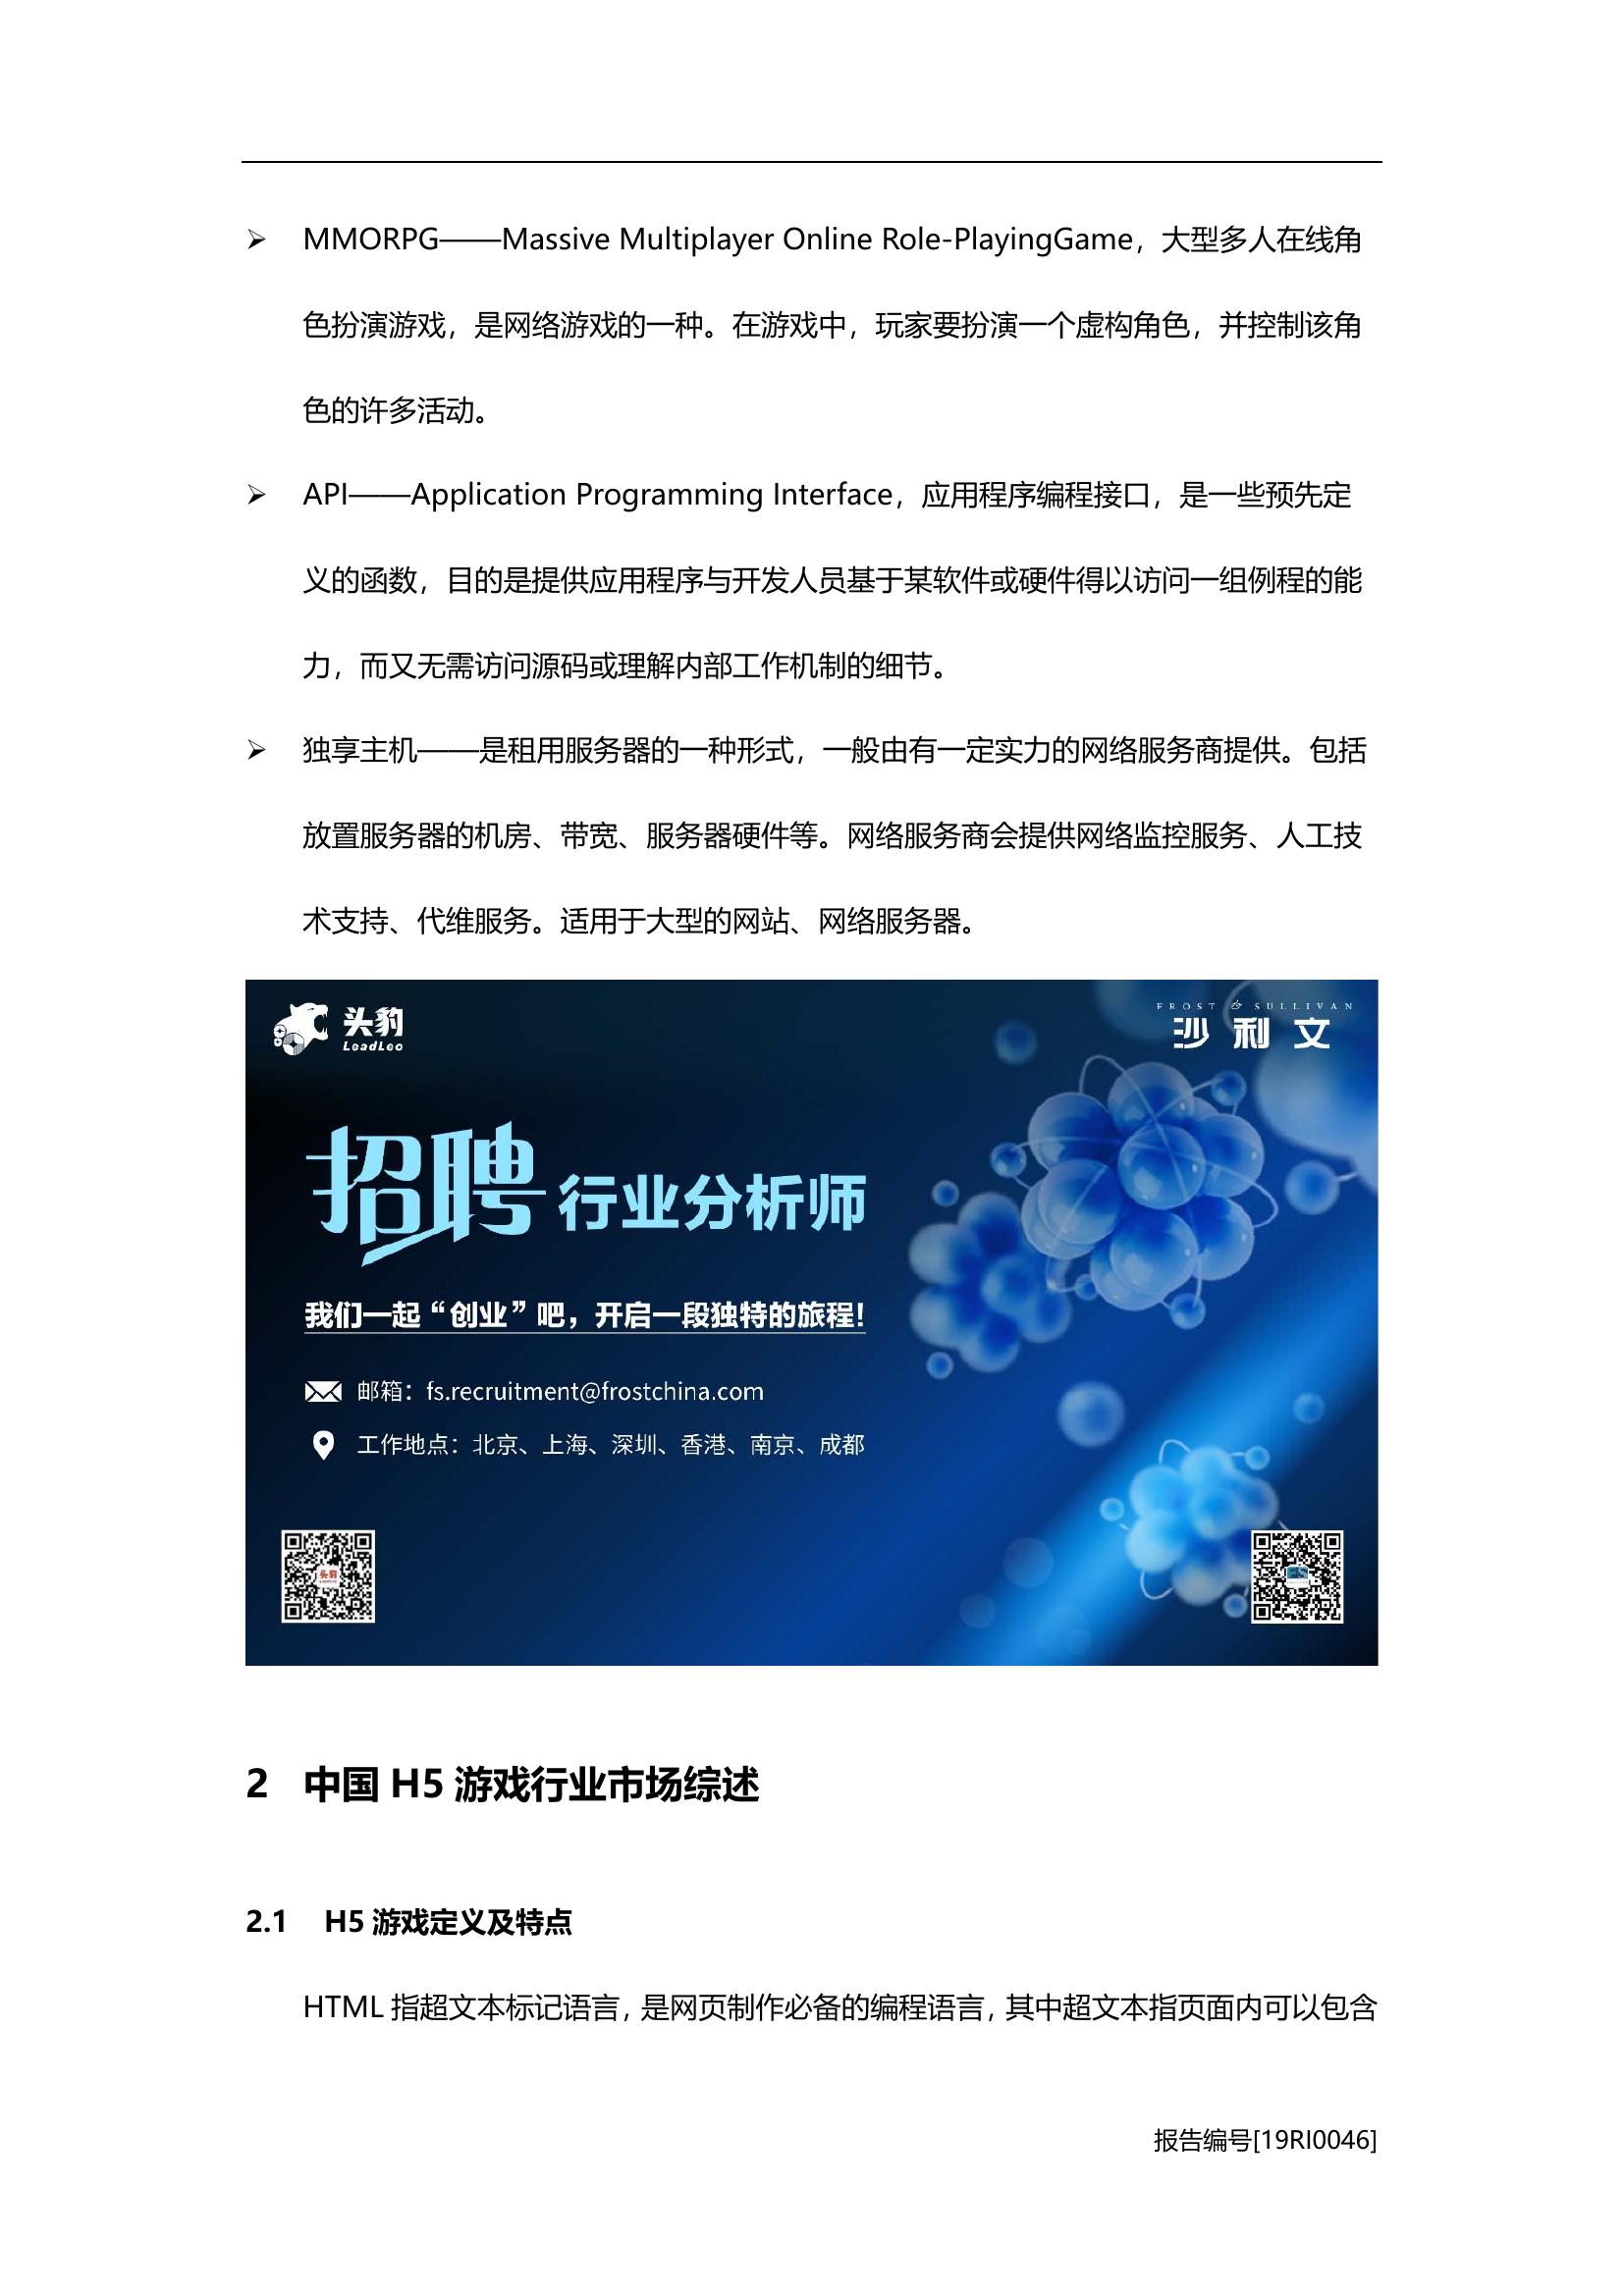 ➢ MMORPG——Massive Multiplayer Online Role-PlayingGame，大型多人在线角
色扮演游戏，是网络游戏的一种。在游戏中，玩家要扮演一个虚构角色，并控制该角
色的许多活动。
➢ API——Application Programming Interface，应用程序编程接口，是一些预先定
义的函数，目的是提供应用程序与开发人员基于某软件或硬件得以访问一组例程的能
力，而又无需访问源码或理解内部工作机制的细节。
➢ 独享主机——是租用服务器的一种形式，一般由有一定实力的网络服务商提供。包括
放置服务器的机房、带宽、服务器硬件等。网络服务商会提供网络监控服务、人工技
术支持、代维服务。适用于大型的网站、网络服务器。
头豹
LeadLeo
FROST & SULLIVAN
沙利文
招聘 行业分析师
我们一起“创业”吧，开启一段独特的旅程！
邮箱：fs.recruitment@frostchina.com
工作地点：北京、上海、深圳、香港、南京、成都
头豹
FS
2 中国 H5 游戏行业市场综述
2.1 H5 游戏定义及特点
HTML 指超文本标记语言，是网页制作必备的编程语言，其中超文本指页面内可以包含
报告编号[19RI0046]